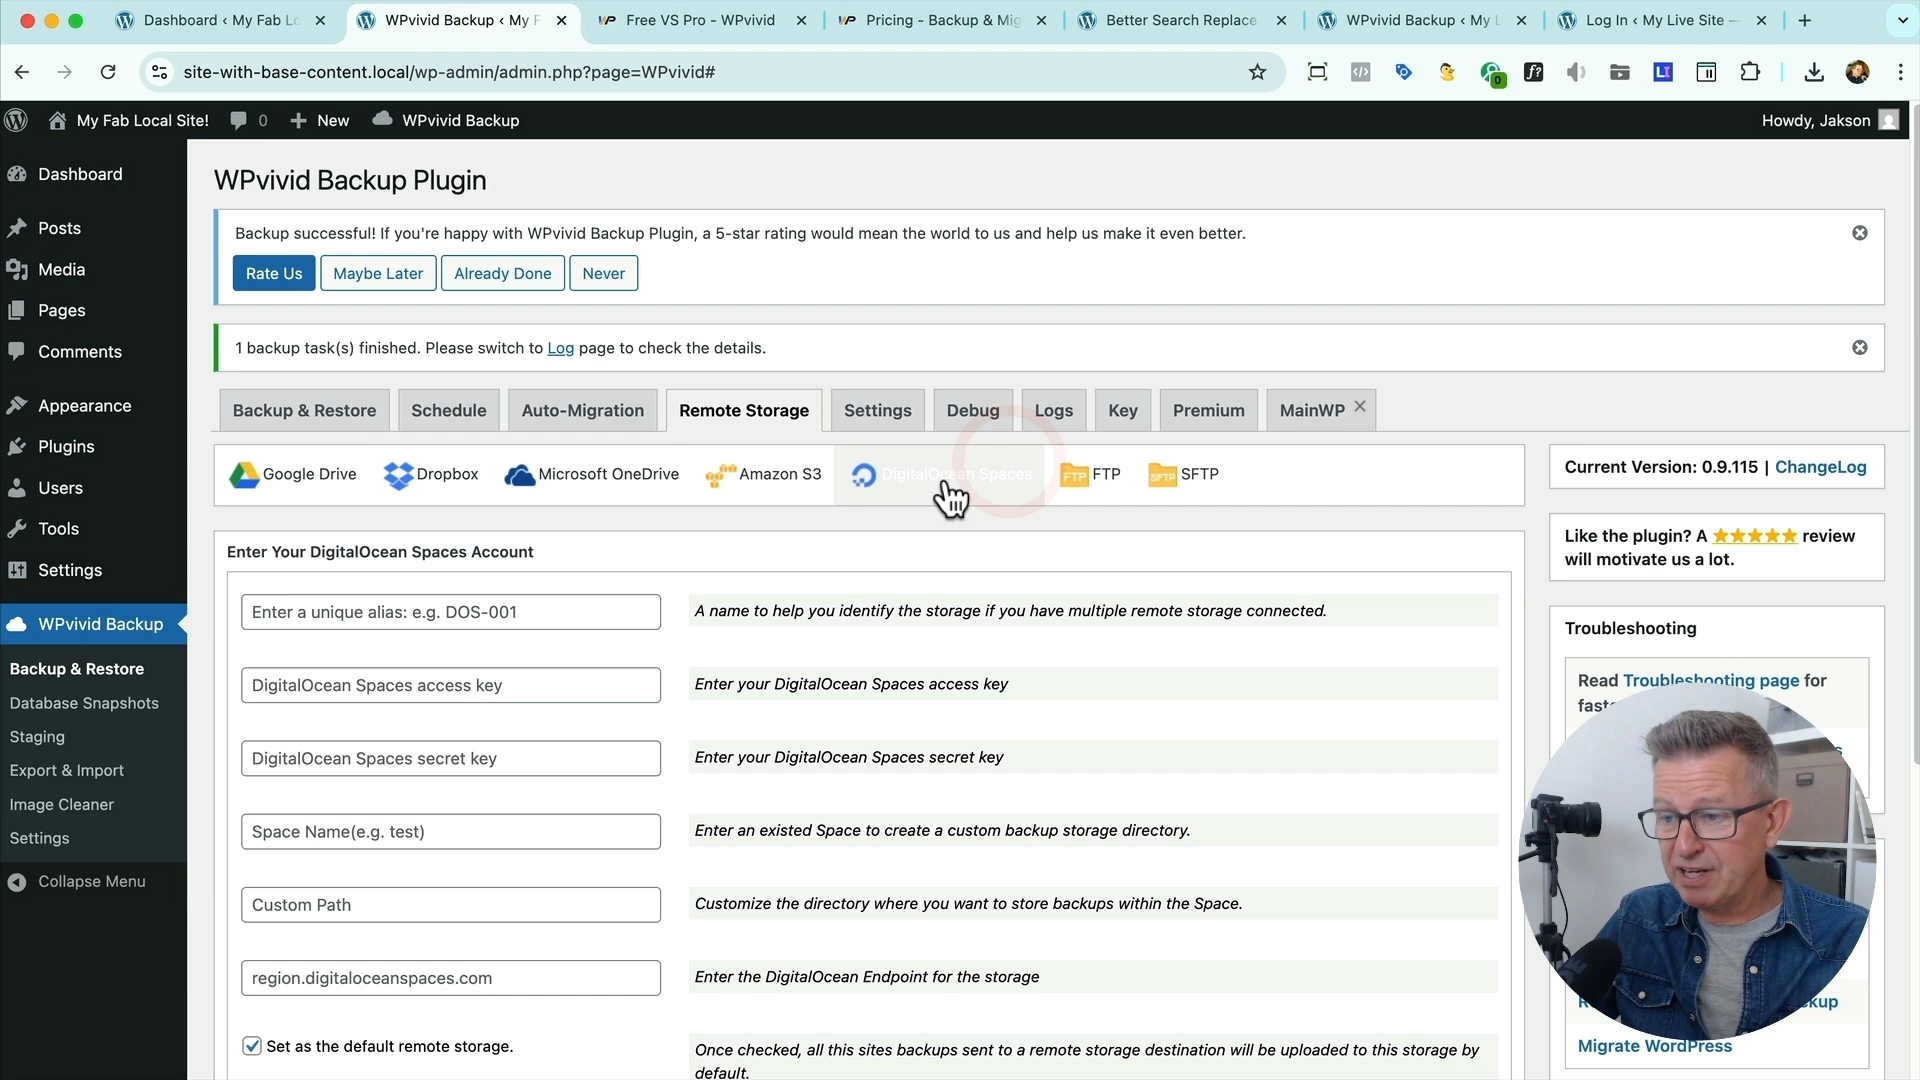 Dashboard ‹ My Fab Lo
WPvivid Backup ‹ My F
Free VS Pro - WPvivid
Pricing - Backup & Mig
Better Search Replace
WPvivid Backup ‹ My L
Log In ‹ My Live Site —
site-with-base-content.local/wp-admin/admin.php?page=WPvivid#
My Fab Local Site!
0
New
WPvivid Backup
Howdy, Jakson
Dashboard
Posts
Media
Pages
Comments
Appearance
Plugins
Users
Tools
Settings
WPvivid Backup
Backup & Restore
Database Snapshots
Staging
Export & Import
Image Cleaner
Settings
Collapse Menu
WPvivid Backup Plugin
Backup successful! If you're happy with WPvivid Backup Plugin, a 5-star rating would mean the world to us and help us make it even better.
Rate Us
Maybe Later
Already Done
Never
1 backup task(s) finished. Please switch to Log page to check the details.
Backup & Restore
Schedule
Auto-Migration
Remote Storage
Settings
Debug
Logs
Key
Premium
MainWP
Google Drive
Dropbox
Microsoft OneDrive
Amazon S3
DigitalOcean Spaces
FTP FTP
SFTP SFTP
Enter Your DigitalOcean Spaces Account
Enter a unique alias: e.g. DOS-001
A name to help you identify the storage if you have multiple remote storage connected.
DigitalOcean Spaces access key
Enter your DigitalOcean Spaces access key
DigitalOcean Spaces secret key
Enter your DigitalOcean Spaces secret key
Space Name(e.g. test)
Enter an existed Space to create a custom backup storage directory.
Custom Path
Customize the directory where you want to store backups within the Space.
region.digitaloceanspaces.com
Enter the DigitalOcean Endpoint for the storage
Set as the default remote storage.
Once checked, all this sites backups sent to a remote storage destination will be uploaded to this storage by
default.
Current Version: 0.9.115 | ChangeLog
Like the plugin? A ★★★★★ review
will motivate us a lot.
Troubleshooting
Read Troubleshooting page for
Migrate WordPress